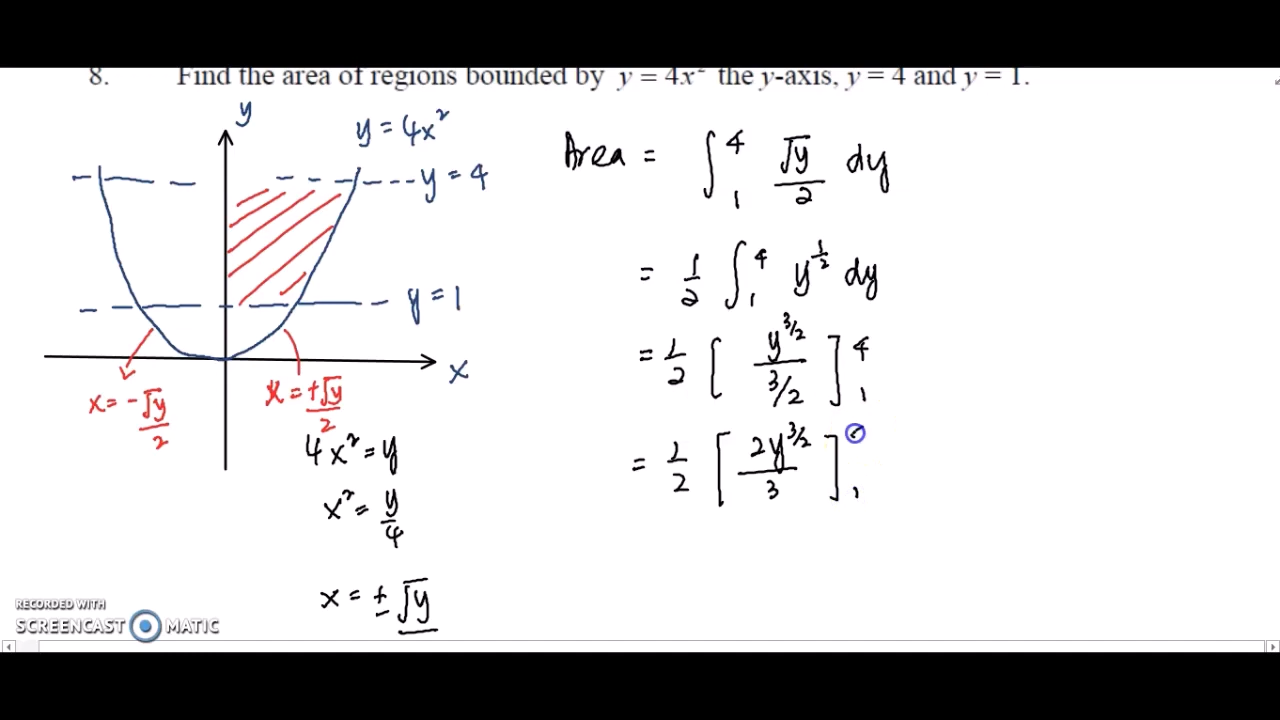 8. Find the area of regions bounded by y = 4x² the y-axis, y = 4 and y = 1.
y
y = 4x²
y = 4
y = 1
x
x = -√y/2
x = +√y/2
4x² = y
x² = y/4
x = ± √y
Area = ∫₁⁴ √y/2 dy
= 1/2 ∫₁⁴ y^(1/2) dy
= 1/2 [ y^(3/2) / (3/2) ]₁⁴
= 1/2 [ 2y^(3/2) / 3 ]₁
RECORDED WITH
SCREENCAST MATIC